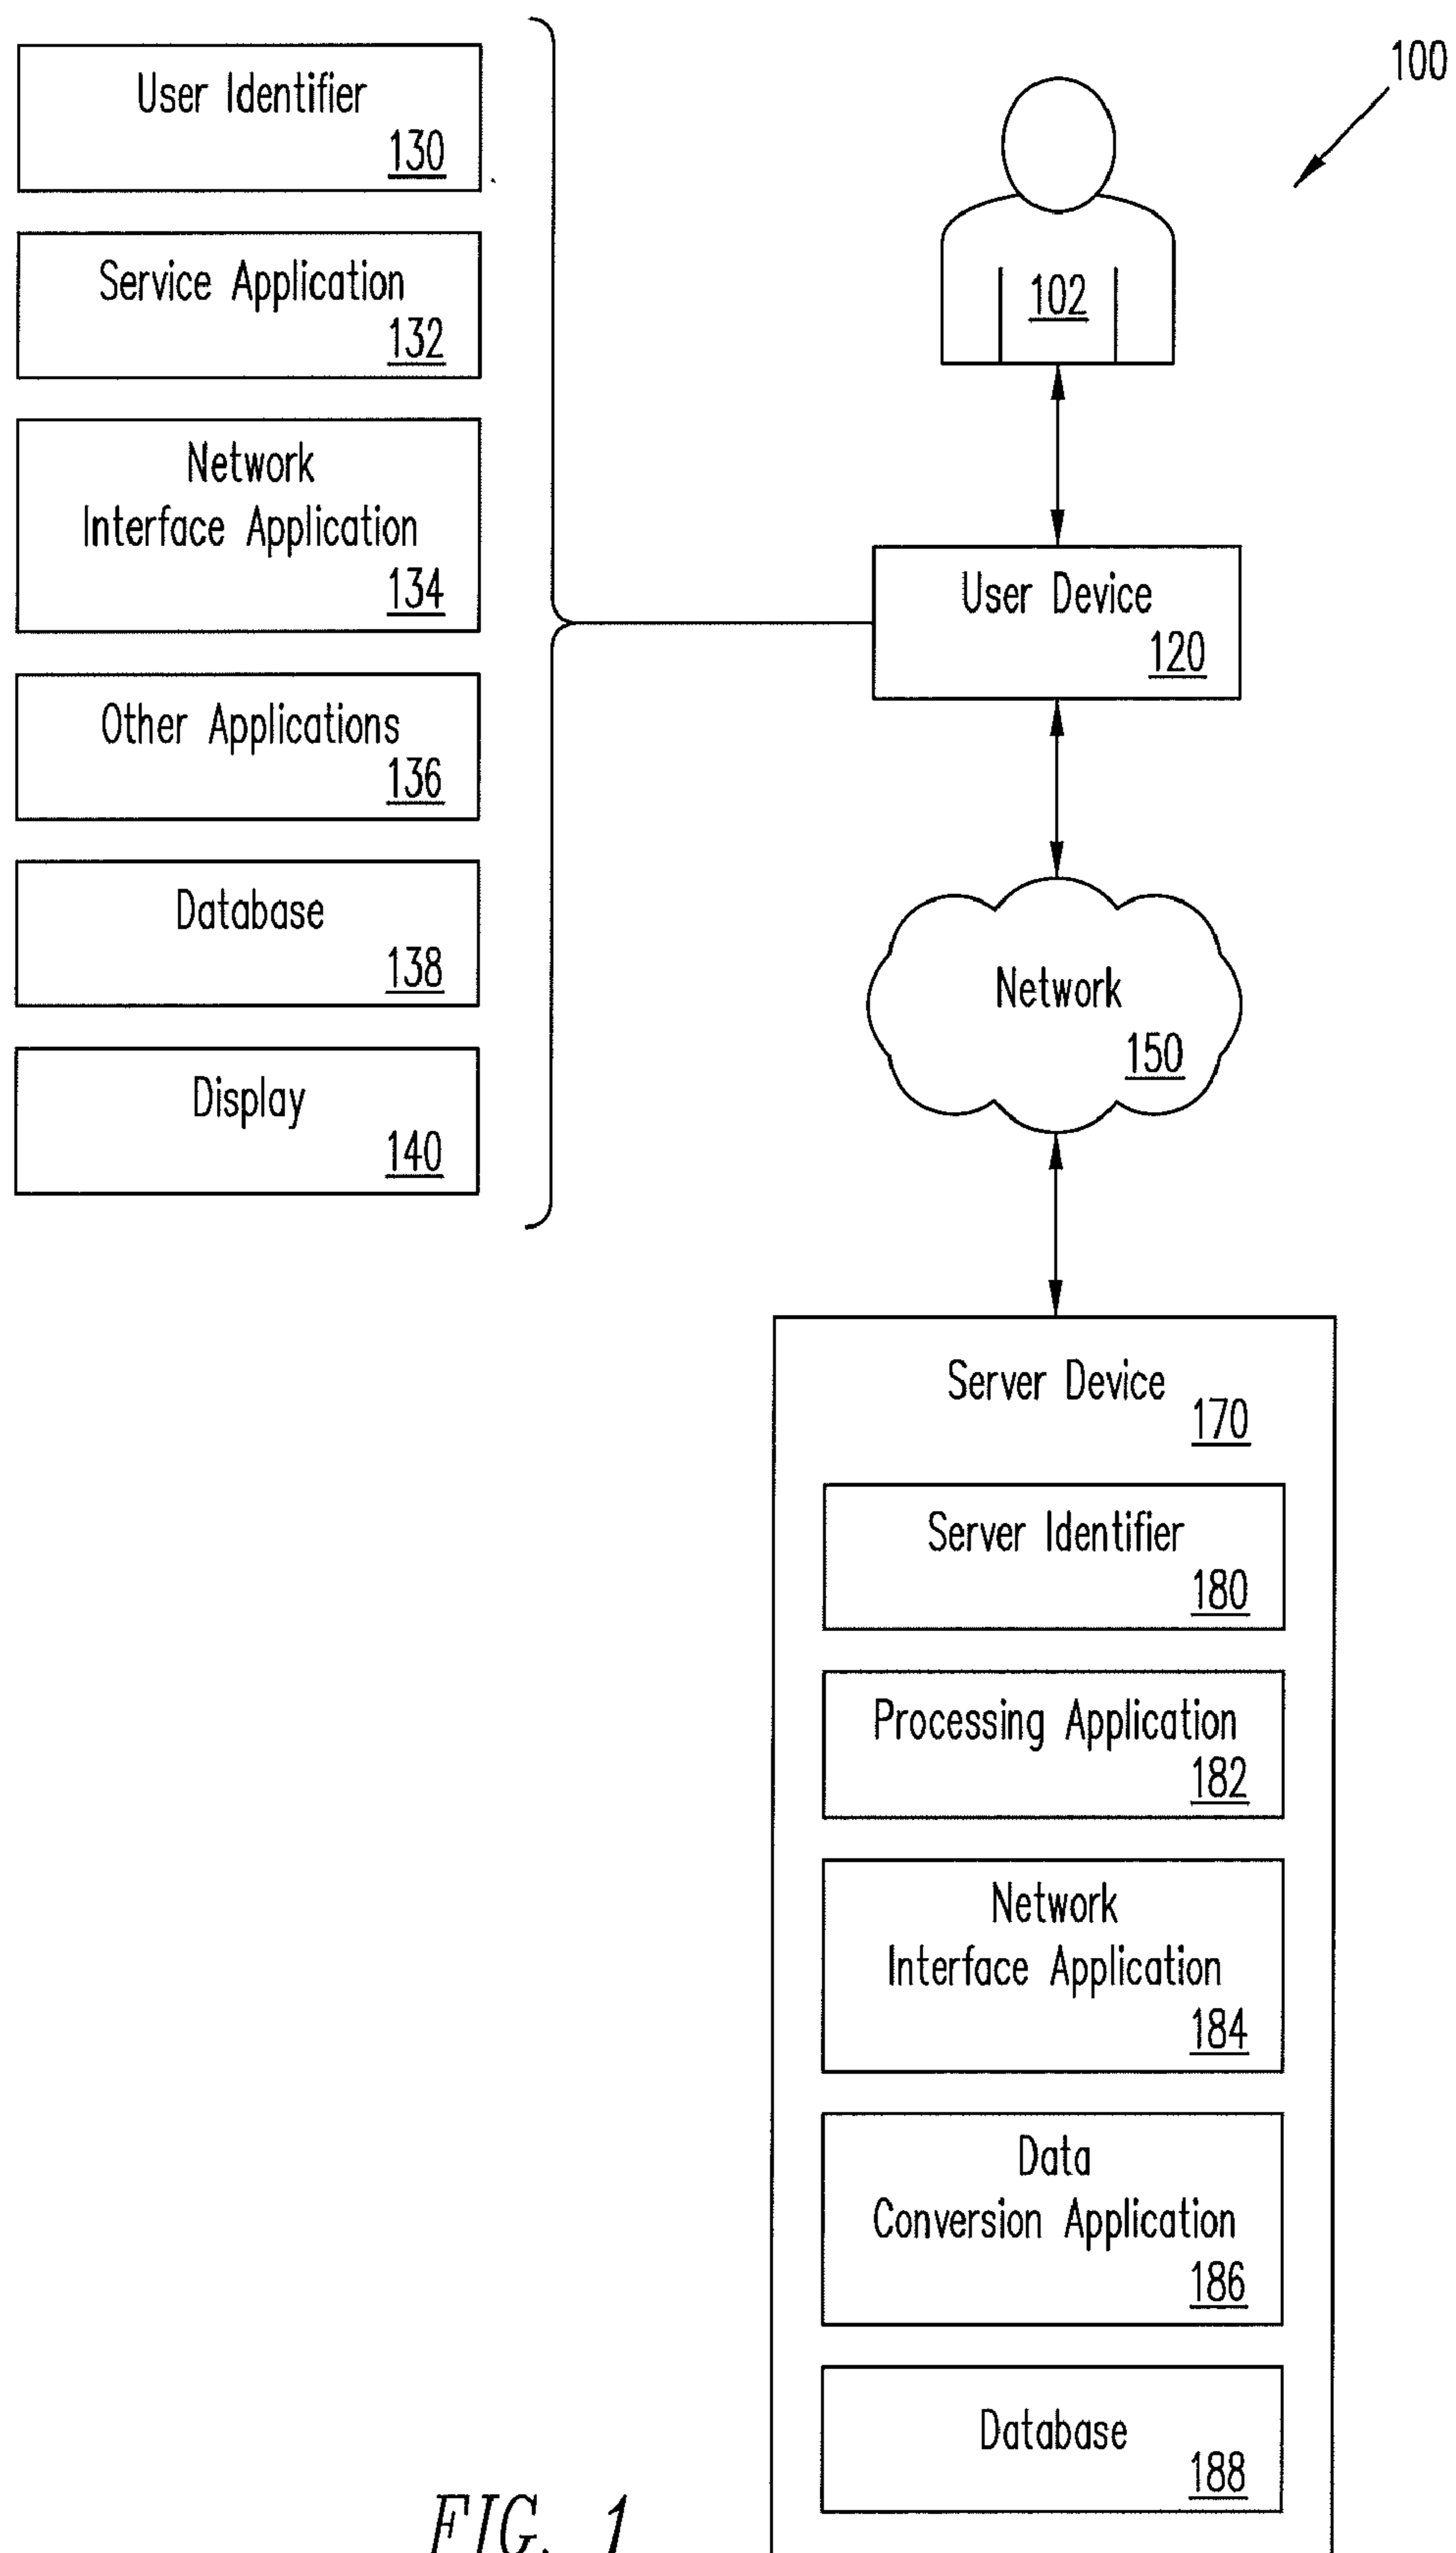 User Identifier
130
Service Application
132
Network
Interface Application
134
Other Applications
136
Database
138
Display
140
100
102
User Device
120
Network
150
Server Device
170
Server Identifier
180
Processing Application
182
Network
Interface Application
184
Data
Conversion Application
186
Database
188
FIG. 1